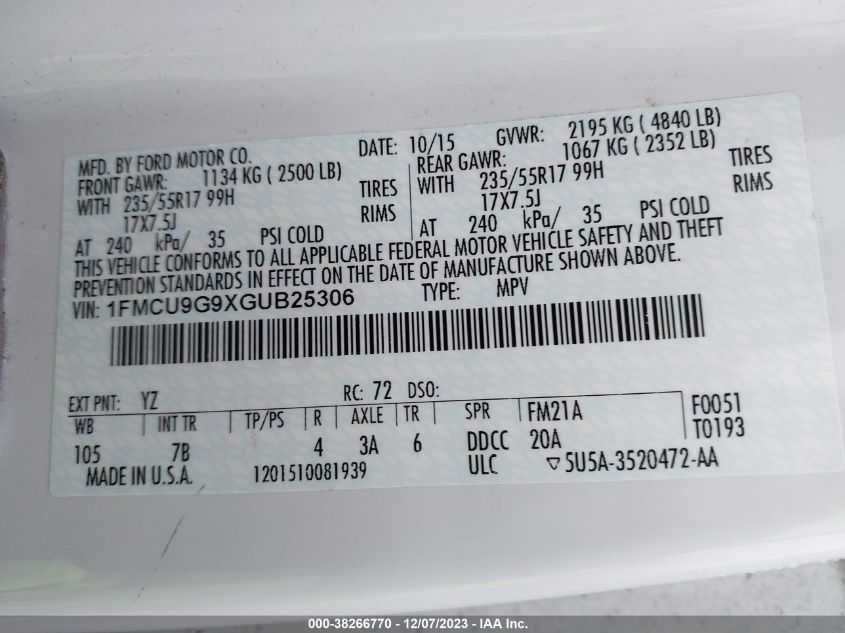 MFD. BY FORD MOTOR CO. DATE: 10/15 GVWR: 2195 KG ( 4840 LB)
FRONT GAWR: 1134 KG ( 2500 LB) REAR GAWR: 1067 KG ( 2352 LB)
WITH 235/55R17 99H TIRES WITH 235/55R17 99H TIRES
17X7.5J RIMS 17X7.5J RIMS
AT 240 kPa/ 35 PSI COLD AT 240 kPa/ 35 PSI COLD
THIS VEHICLE CONFORMS TO ALL APPLICABLE FEDERAL MOTOR VEHICLE SAFETY AND THEFT
PREVENTION STANDARDS IN EFFECT ON THE DATE OF MANUFACTURE SHOWN ABOVE.
VIN: 1FMCU9G9XGUB25306 TYPE: MPV
EXT PNT: YZ RC: 72 DSO:
WB INT TR TP/PS R AXLE TR SPR FM21A F0051
105 7B 4 3A 6 DDCC 20A T0193
MADE IN U.S.A. 1201510081939 ULC ▽5U5A-3520472-AA
000-38266770 - 12/07/2023 - IAA Inc.